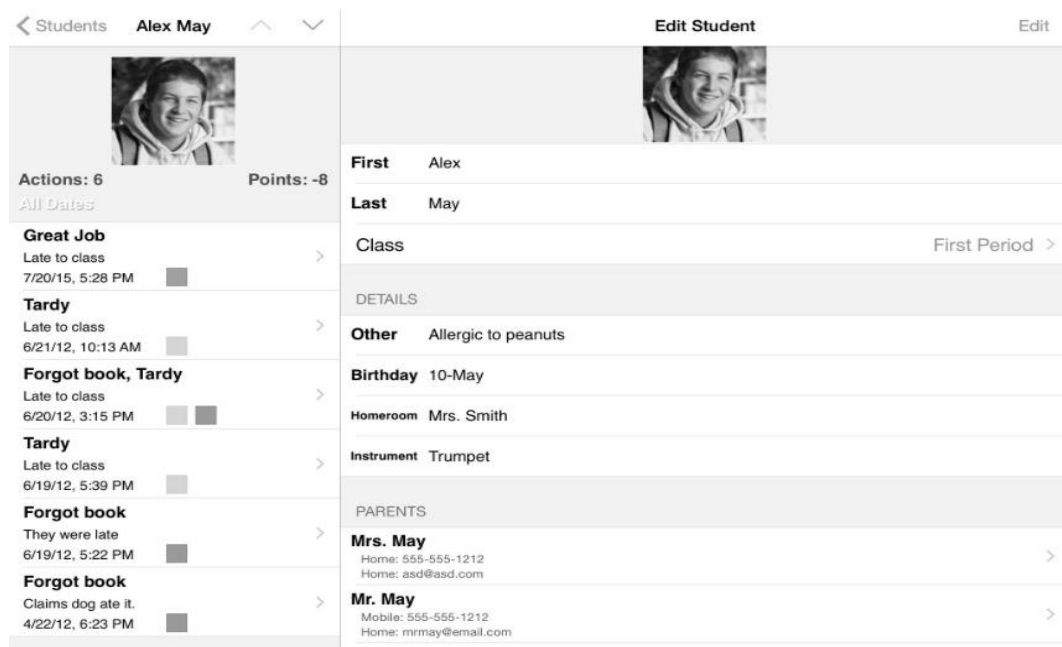 Students Alex May
Actions: 6 Points: -8
All Dates
Great Job
Late to class
7/20/15, 5:28 PM
Tardy
Late to class
6/21/12, 10:13 AM
Forgot book, Tardy
Late to class
6/20/12, 3:15 PM
Tardy
Late to class
6/19/12, 5:39 PM
Forgot book
They were late
6/19/12, 5:22 PM
Forgot book
Claims dog ate it.
4/22/12, 6:23 PM
Edit Student Edit
First Alex
Last May
Class First Period
DETAILS
Other Allergic to peanuts
Birthday 10-May
Homeroom Mrs. Smith
Instrument Trumpet
PARENTS
Mrs. May
Home: 555-555-1212
Home: asd@asd.com
Mr. May
Mobile: 555-555-1212
Home: mrmay@email.com